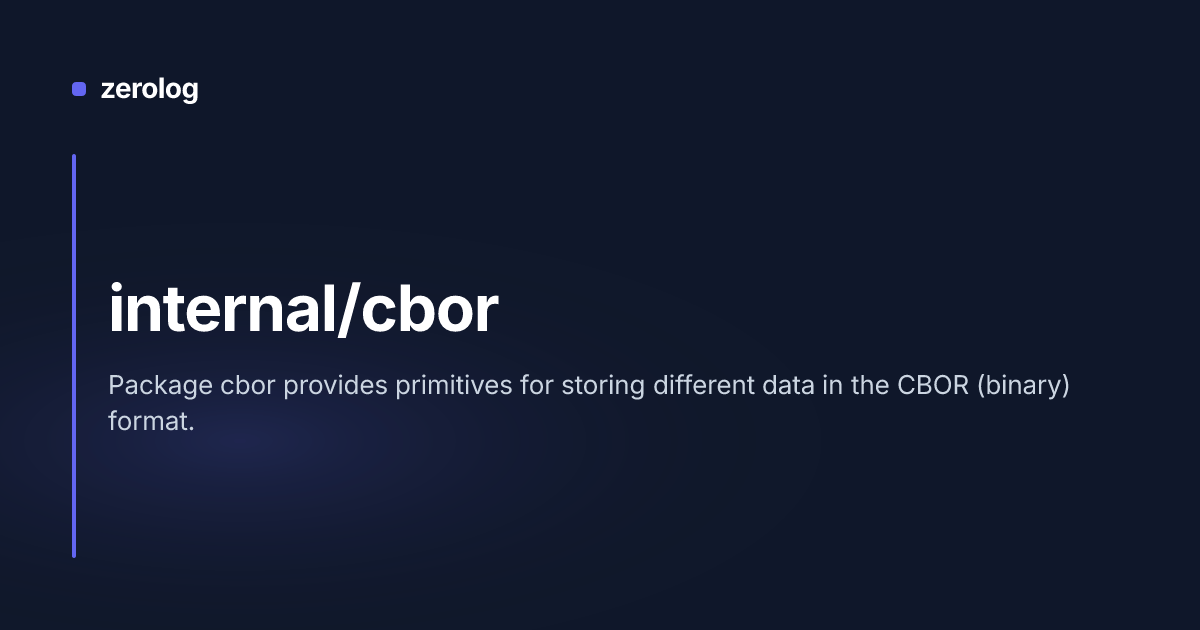 zerolog
internal/cbor
Package cbor provides primitives for storing different data in the CBOR (binary)
format.